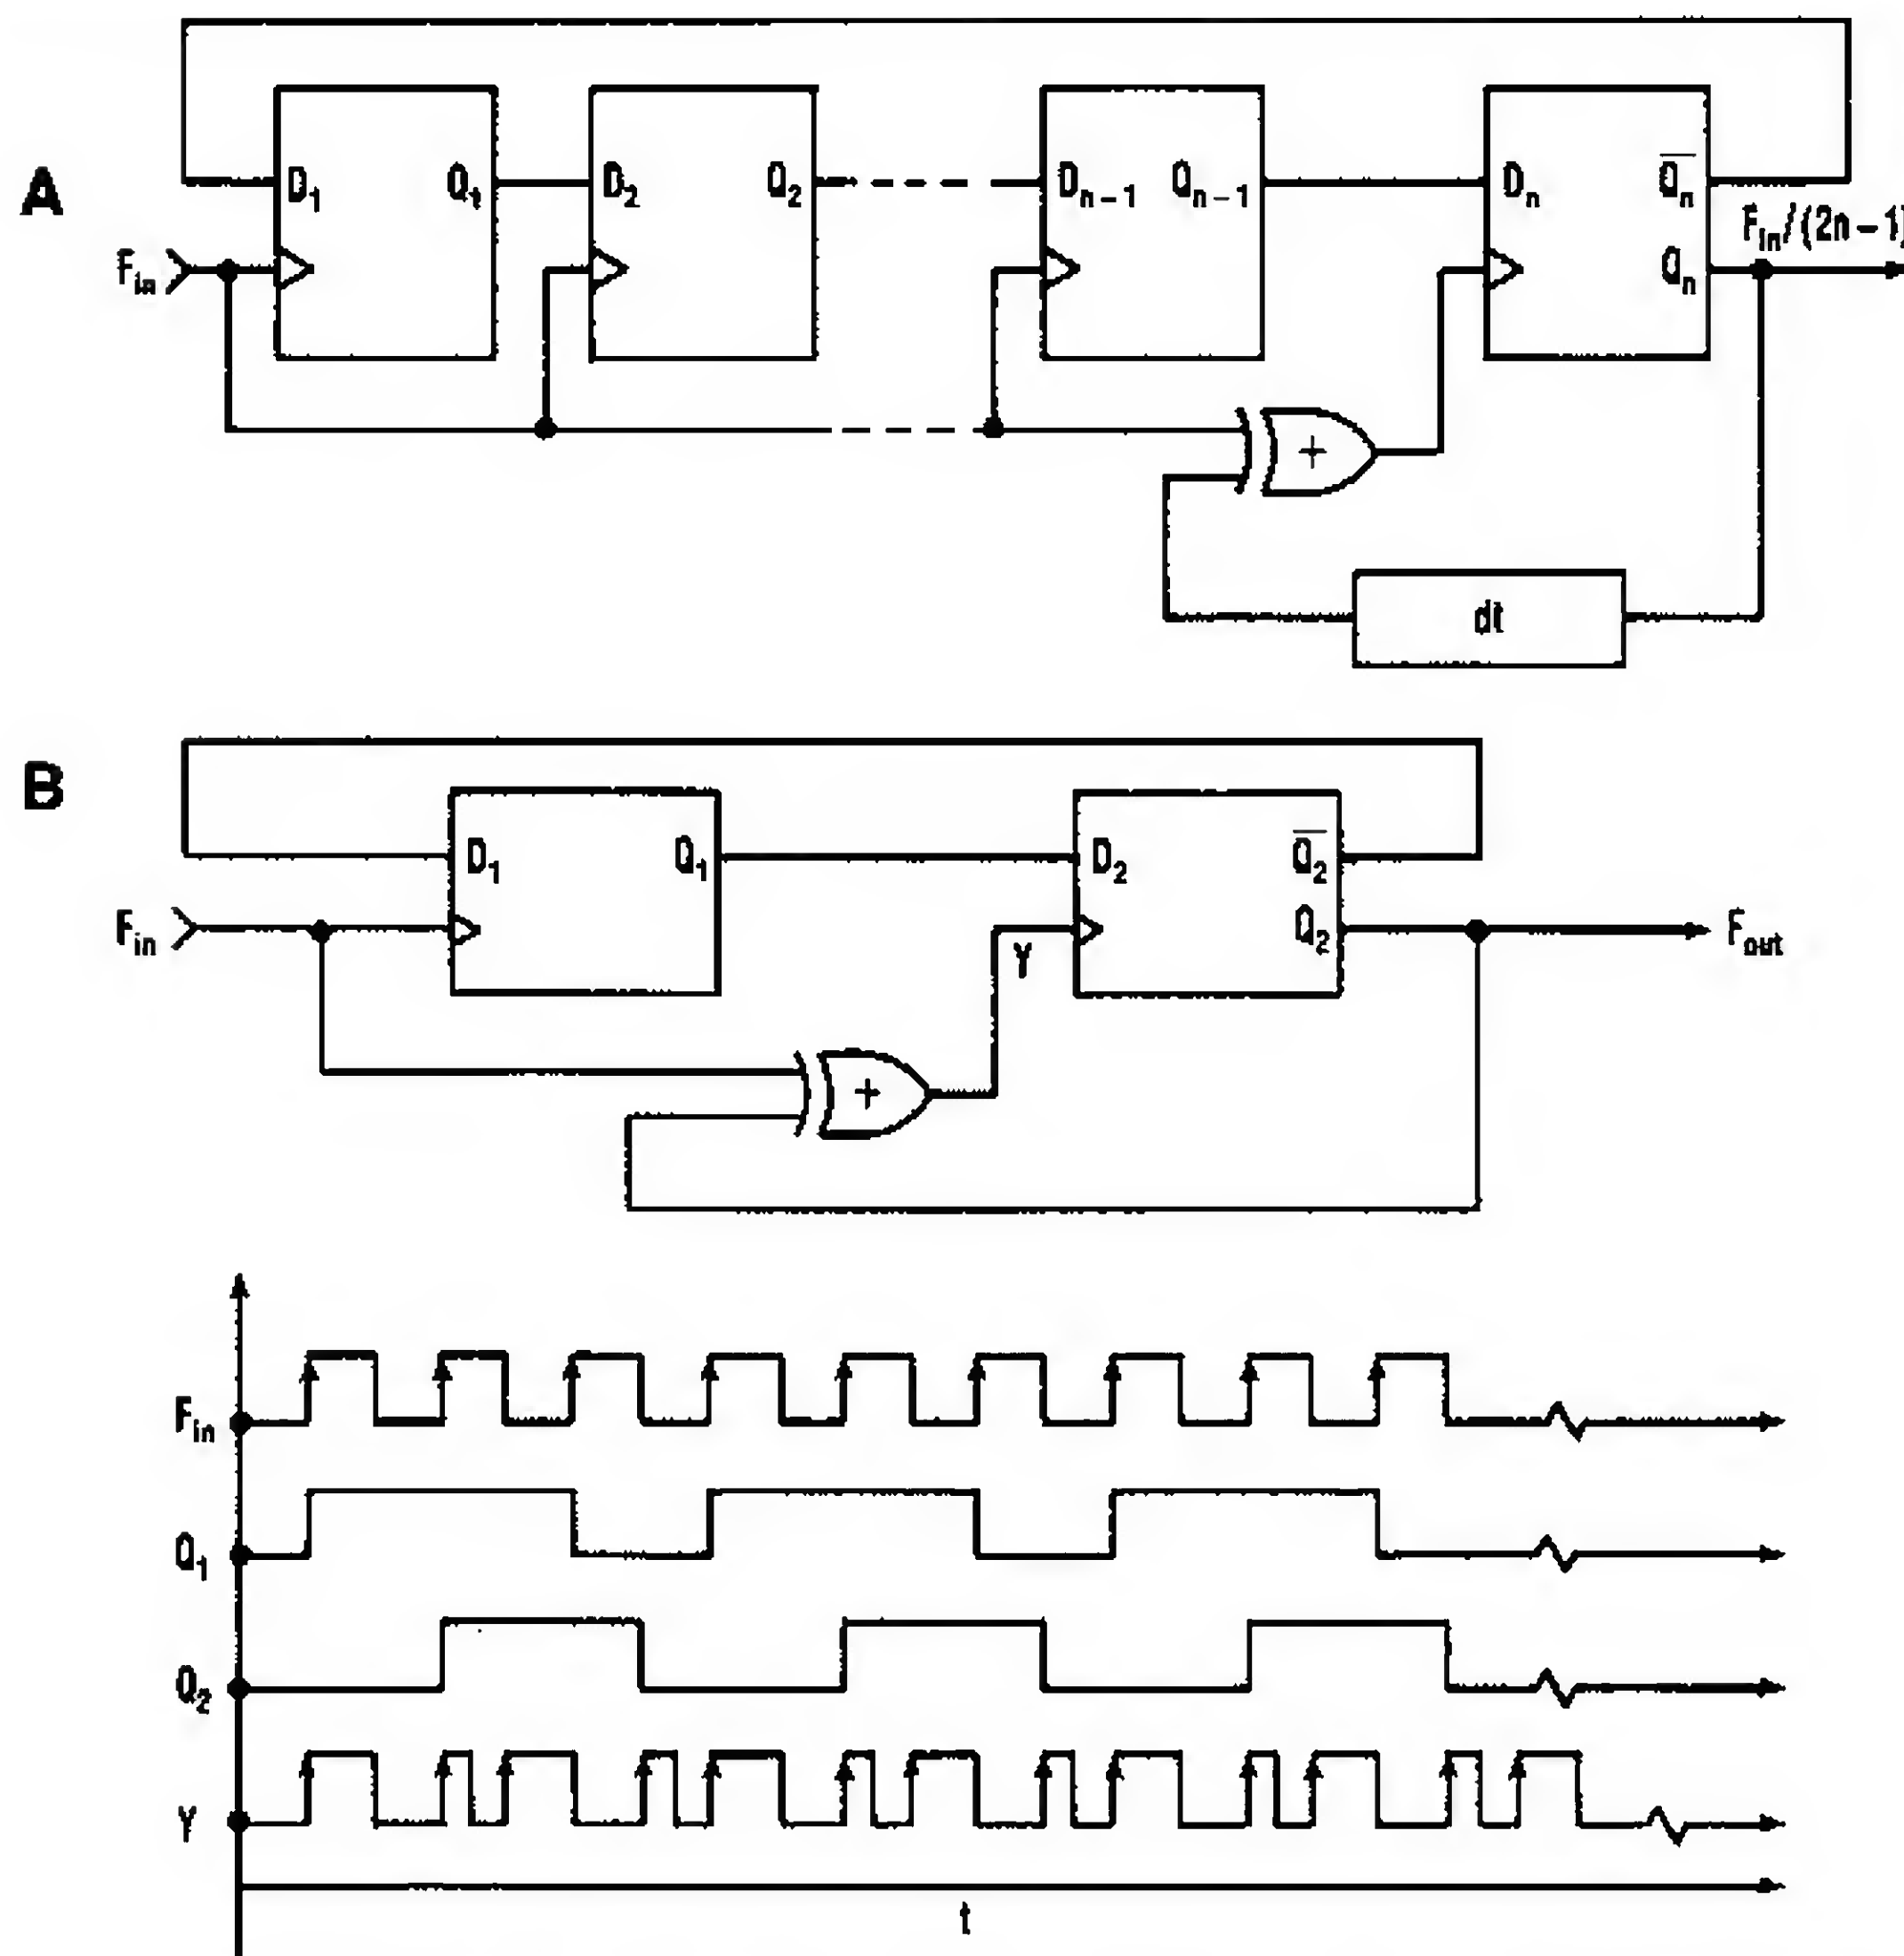 A
D₁ Q₁ D₂ Q₂ Dₙ₋₁ Qₙ₋₁ Dₙ Q̅ₙ
Fᵢₙ/(2n – 1)
Fᵢₙ Qₙ
+
dt
B
D₁ Q₁ D₂ Q̅₂
Fᵢₙ Q₂ Fₒᵤₜ
Y
+
Fᵢₙ
Q₁
Q₂
Y
t